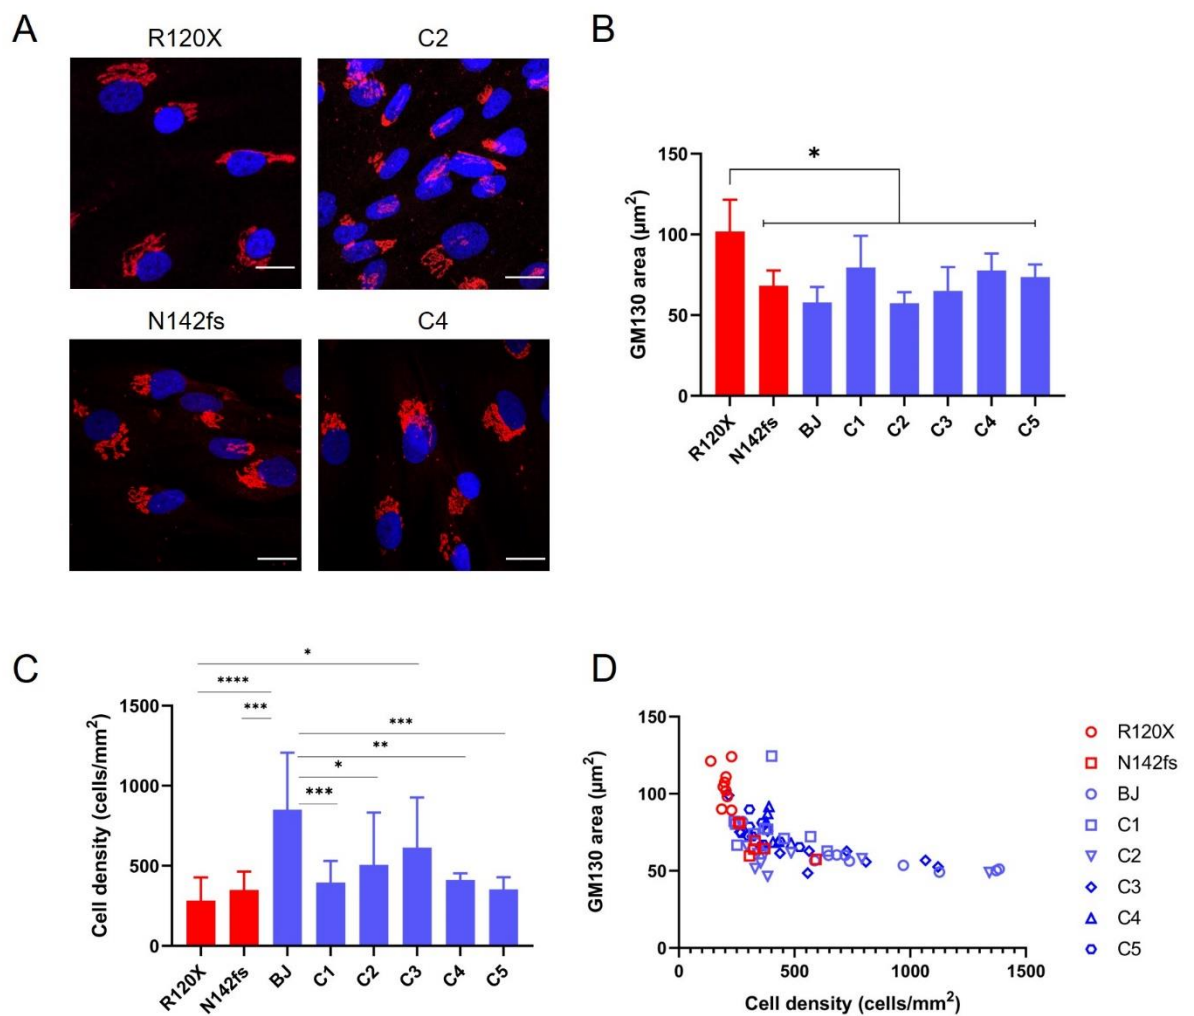 A
R120X
C2
N142fs
C4
B
150
100
50
0
GM130 area (µm²)
*
R120X
N142fs
BJ
C1
C2
C3
C4
C5
C
1500
1000
500
0
Cell density (cells/mm²)
*
****
***
***
**
*
***
R120X
N142fs
BJ
C1
C2
C3
C4
C5
D
150
100
50
0
GM130 area (µm²)
0
500
1000
1500
Cell density (cells/mm²)
R120X
N142fs
BJ
C1
C2
C3
C4
C5